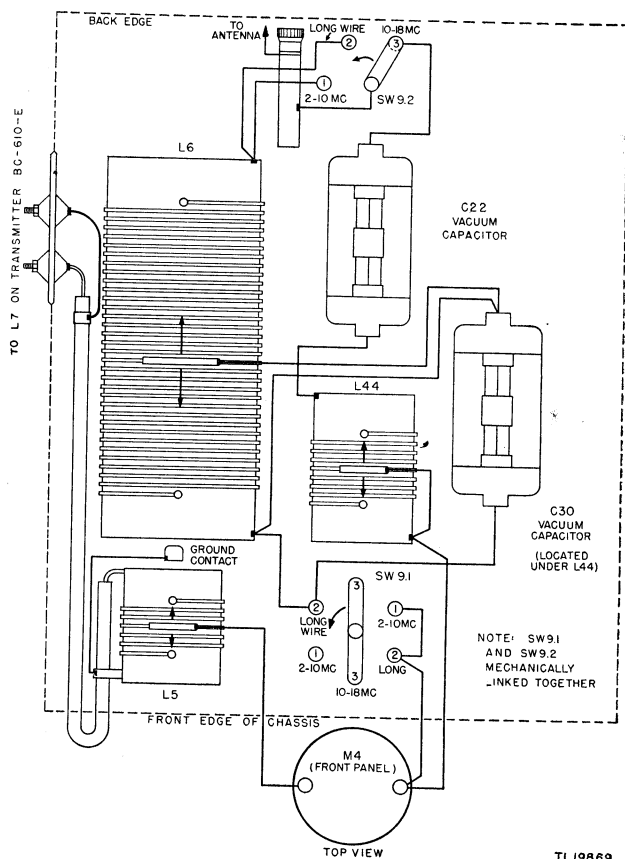 BACK EDGE
TO
ANTENNA
LONG WIRE
2
10-18MC
3
1
2-10 MC
SW 9.2
L6
TO L7 ON TRANSMITTER BC-610-E
C22
VACUUM
CAPACITOR
L44
C30
VACUUM
CAPACITOR
(LOCATED
UNDER L44)
GROUND
CONTACT
SW 9.1
3
2
LONG
WIRE
1
2-10MC
1
2-10MC
2
LONG
3
10-18MC
NOTE: SW9.1
AND SW9.2
MECHANICALLY
LINKED TOGETHER
L5
FRONT EDGE OF CHASSIS
M4
(FRONT PANEL)
TOP VIEW
TL19869